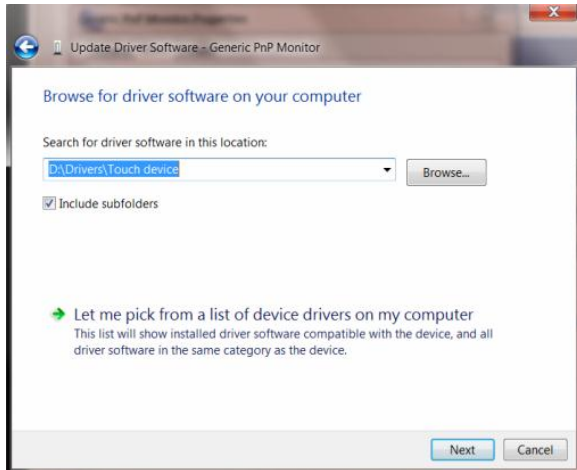 Update Driver Software - Generic PnP Monitor
Browse for driver software on your computer
Search for driver software in this location:
D:\Drivers\Touch device
Browse...
Include subfolders
Let me pick from a list of device drivers on my computer
This list will show installed driver software compatible with the device, and all
driver software in the same category as the device.
Next
Cancel